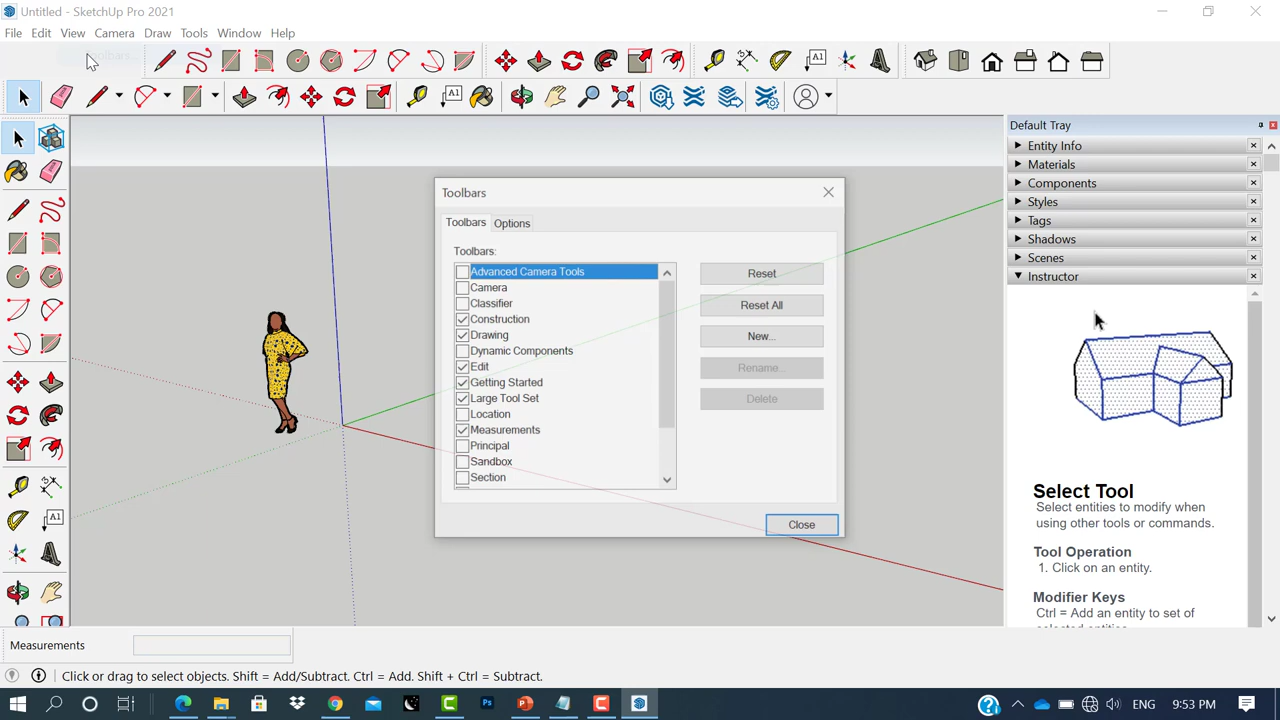 Untitled - SketchUp Pro 2021
File Edit View Camera Draw Tools Window Help
Toolbars...
A1
A1
Default Tray
Entity Info
Materials
Components
Styles
Tags
Shadows
Scenes
Instructor
Toolbars
Toolbars Options
Toolbars:
Advanced Camera Tools
Camera
Classifier
Construction
Drawing
Dynamic Components
Edit
Getting Started
Large Tool Set
Location
Measurements
Principal
Sandbox
Section
Reset
Reset All
New...
Rename...
Delete
Close
A1
Select Tool
Select entities to modify when
using other tools or commands.
Tool Operation
1. Click on an entity.
Modifier Keys
Ctrl = Add an entity to set of
selected entities.
Measurements
Click or drag to select objects. Shift = Add/Subtract. Ctrl = Add. Shift + Ctrl = Subtract.
Ps
ENG 9:53 PM